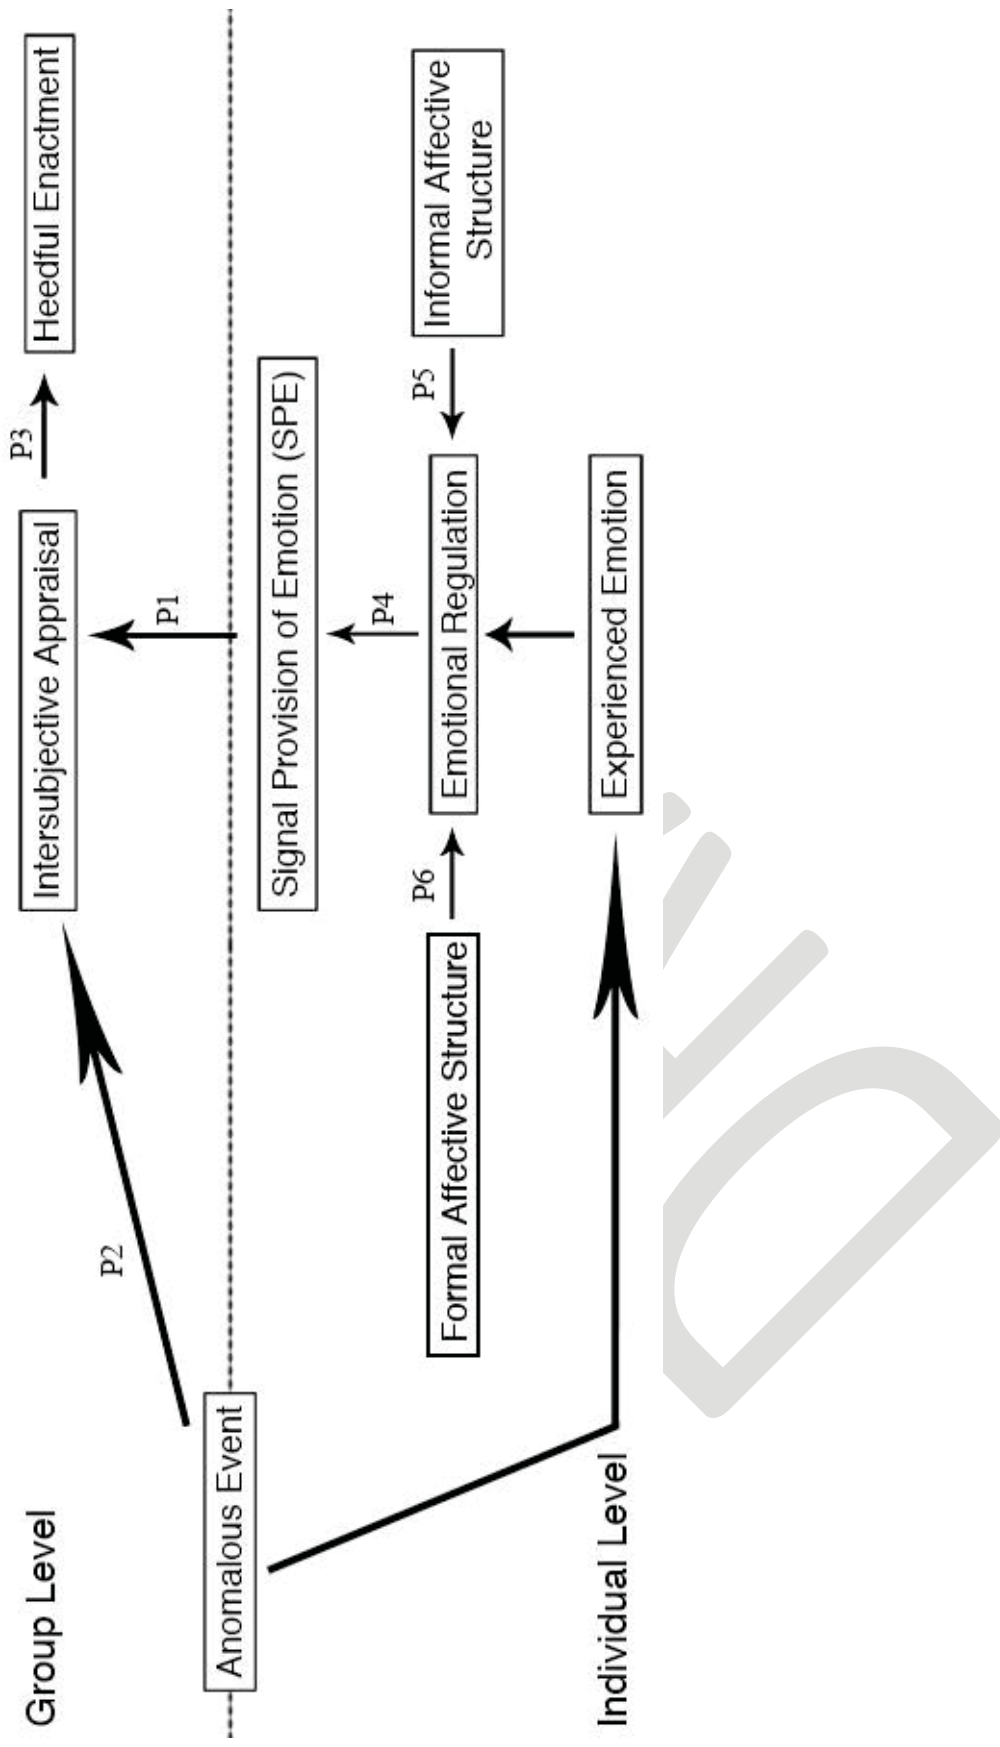 Group Level
Anomalous Event
Individual Level
P2
Intersubjective Appraisal
P3
Heedful Enactment
P1
Signal Provision of Emotion (SPE)
P4
Formal Affective Structure
P6
Emotional Regulation
P5
Informal Affective
Structure
Experienced Emotion